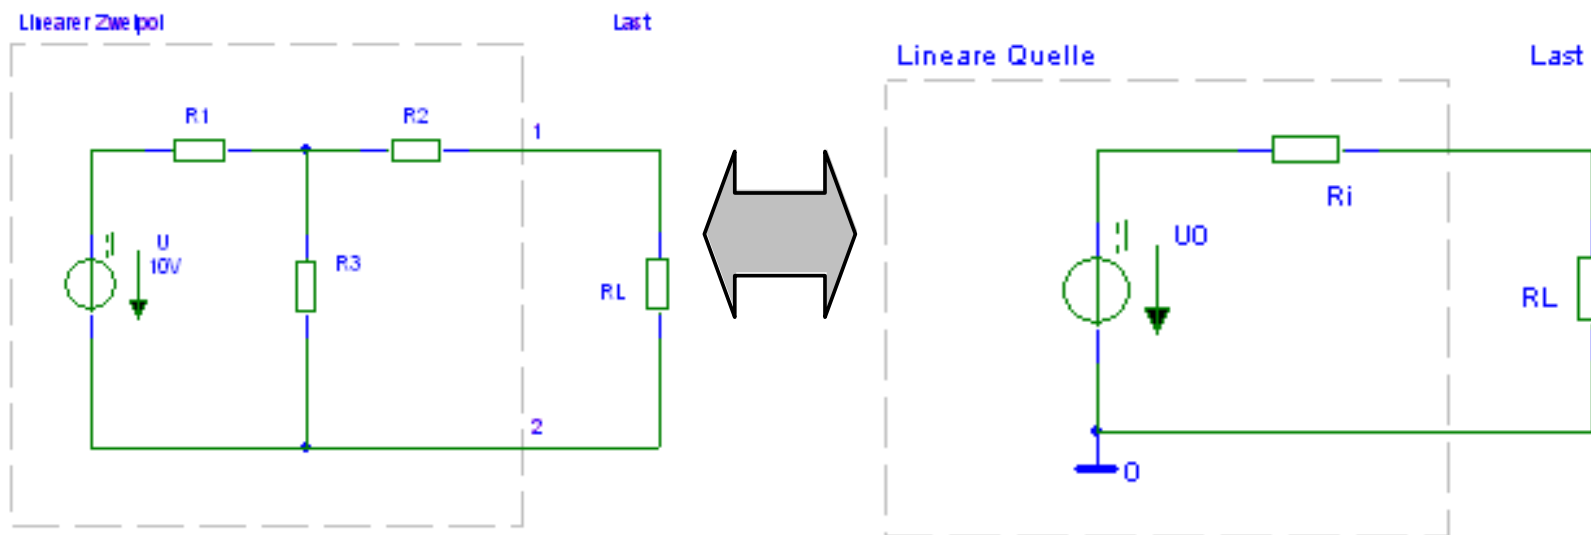 Linearer Zweipol
Last
R1
R2
1
U
10V
R3
RL
2
Lineare Quelle
Last
Ri
U0
RL
0